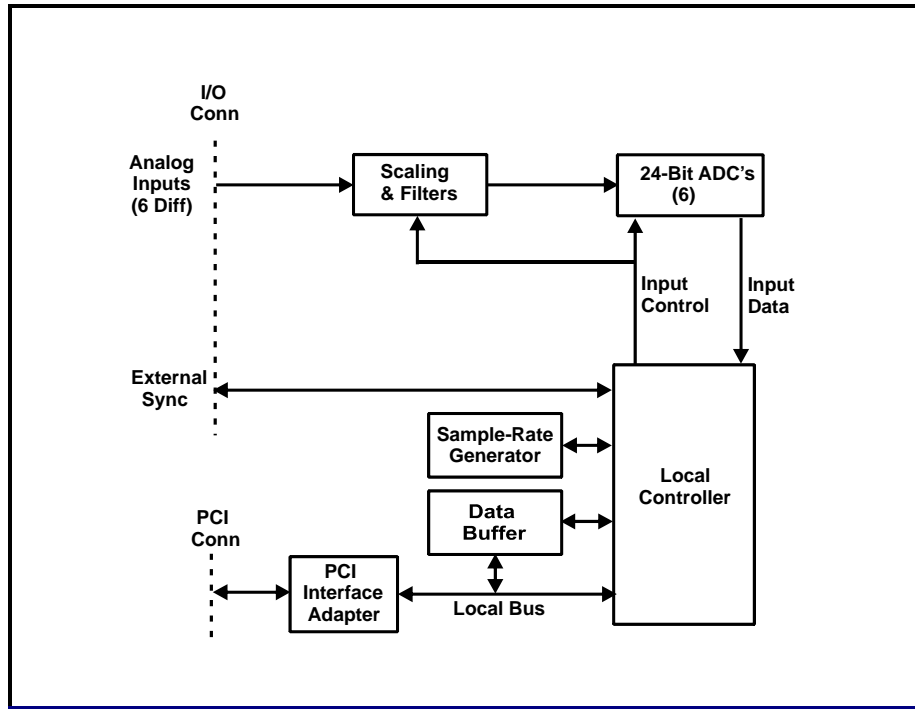 I/O
Conn
Analog
Inputs
(6 Diff)
Scaling
& Filters
24-Bit ADC's
(6)
Input
Control
Input
Data
External
Sync
Sample-Rate
Generator
Local
Controller
Data
Buffer
PCI
Conn
PCI
Interface
Adapter
Local Bus